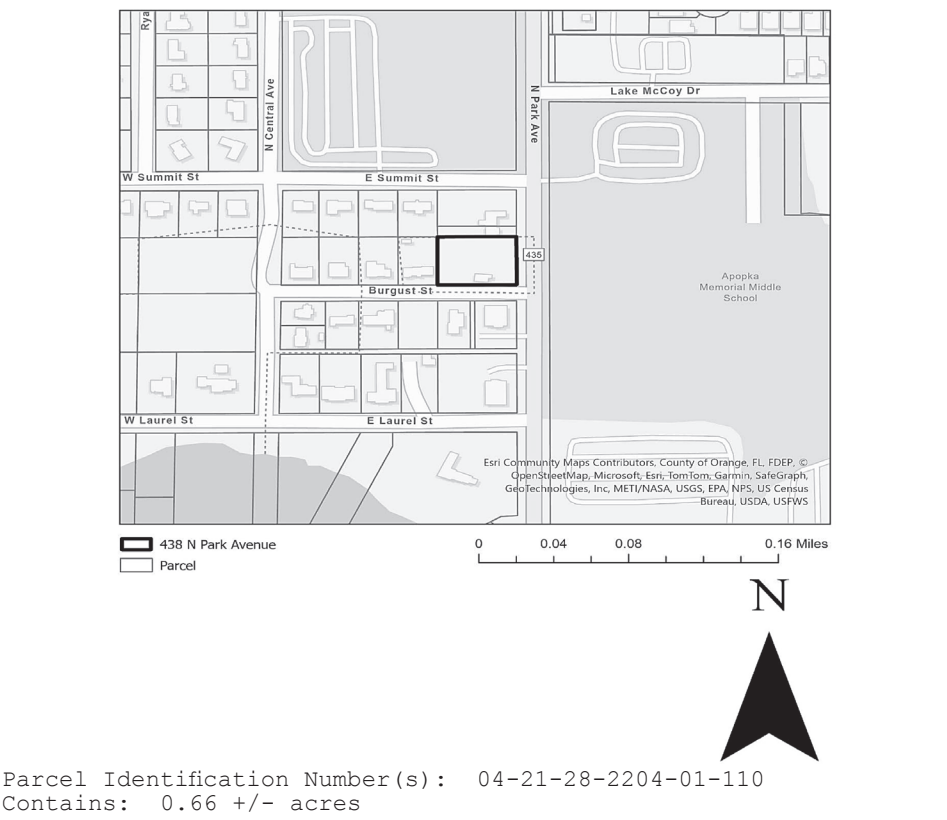 Rya
N Central Ave
N Park Ave
Lake McCoy Dr
W Summit St
E Summit St
435
Apopka
Memorial Middle
School
Burgust St
W Laurel St
E Laurel St
Esri Community Maps Contributors, County of Orange, FL, FDEP, ©
OpenStreetMap, Microsoft, Esri, TomTom, Garmin, SafeGraph,
GeoTechnologies, Inc, METI/NASA, USGS, EPA, NPS, US Census
Bureau, USDA, USFWS
438 N Park Avenue
Parcel
0 0.04 0.08 0.16 Miles
N
Parcel Identification Number(s): 04-21-28-2204-01-110
Contains: 0.66 +/- acres